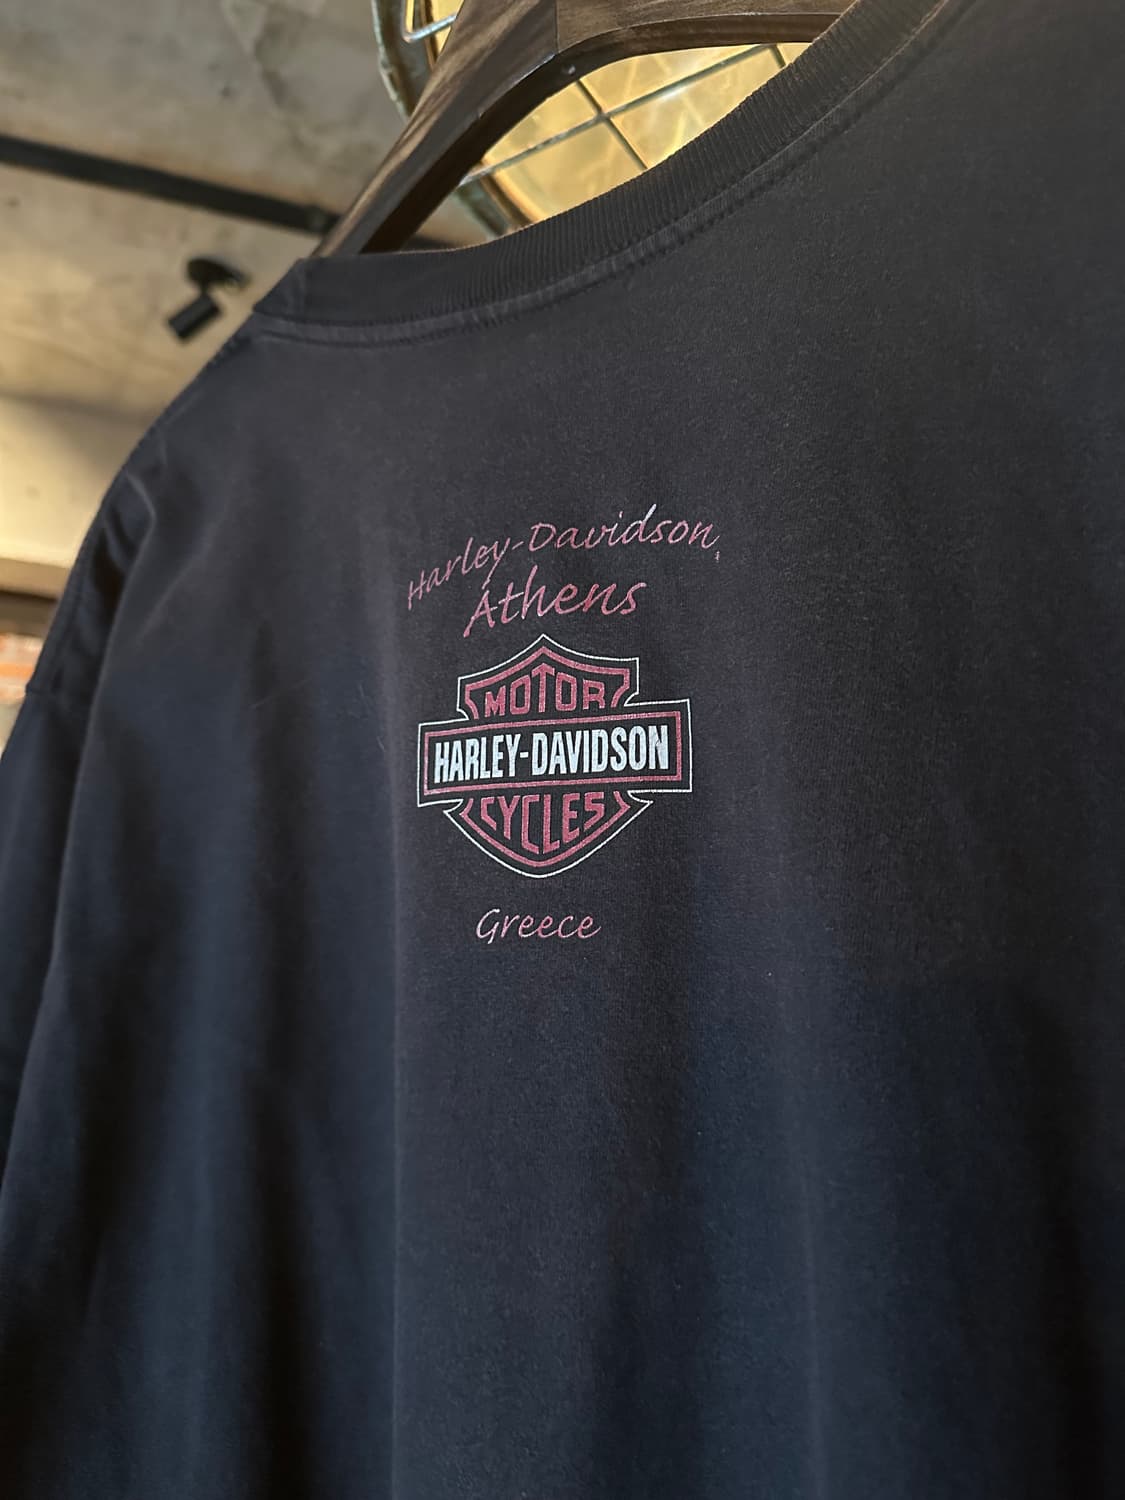 Harley-Davidson
Athens
MOTOR
HARLEY-DAVIDSON
CYCLES
Greece